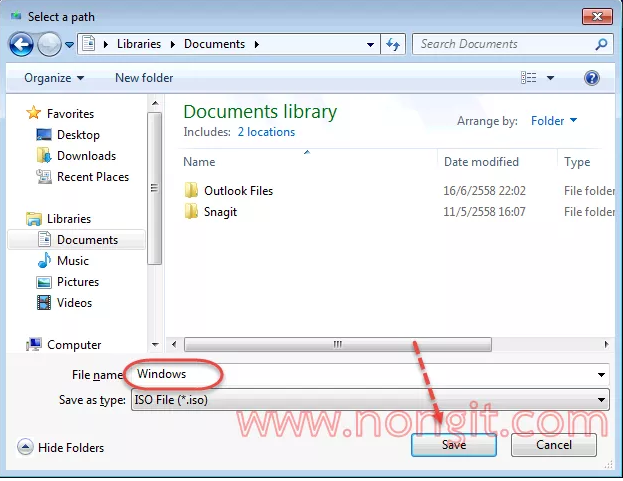 Select a path
Libraries Documents
Search Documents
Organize New folder
Favorites
Desktop
Downloads
Recent Places
Libraries
Documents
Music
Pictures
Videos
Computer
Documents library
Includes: 2 locations
Arrange by: Folder
Name Date modified Type
Outlook Files 16/6/2558 22:02 File folder
Snagit 11/5/2558 16:07 File folder
File name: Windows
Save as type: ISO File (*.iso)
www.nongit.com
Hide Folders Save Cancel